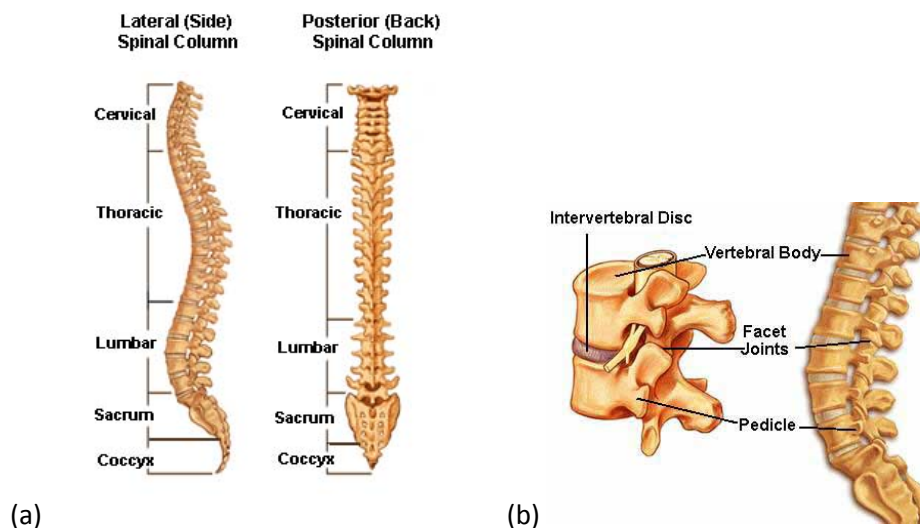 Lateral (Side)
Spinal Column
Cervical
Thoracic
Lumbar
Sacrum
Coccyx
Posterior (Back)
Spinal Column
Cervical
Thoracic
Lumbar
Sacrum
Coccyx
(a)
Intervertebral Disc
Vertebral Body
Facet
Joints
Pedicle
(b)